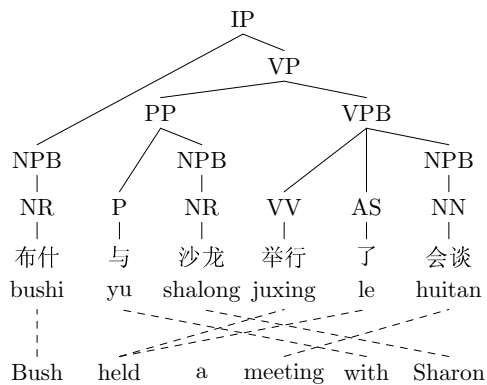 IP
VP
PP VPB
NPB NPB NPB
NR P NR VV AS NN
布什 与 沙龙 举行 了 会谈
bushi yu shalong juxing le huitan
Bush held a meeting with Sharon